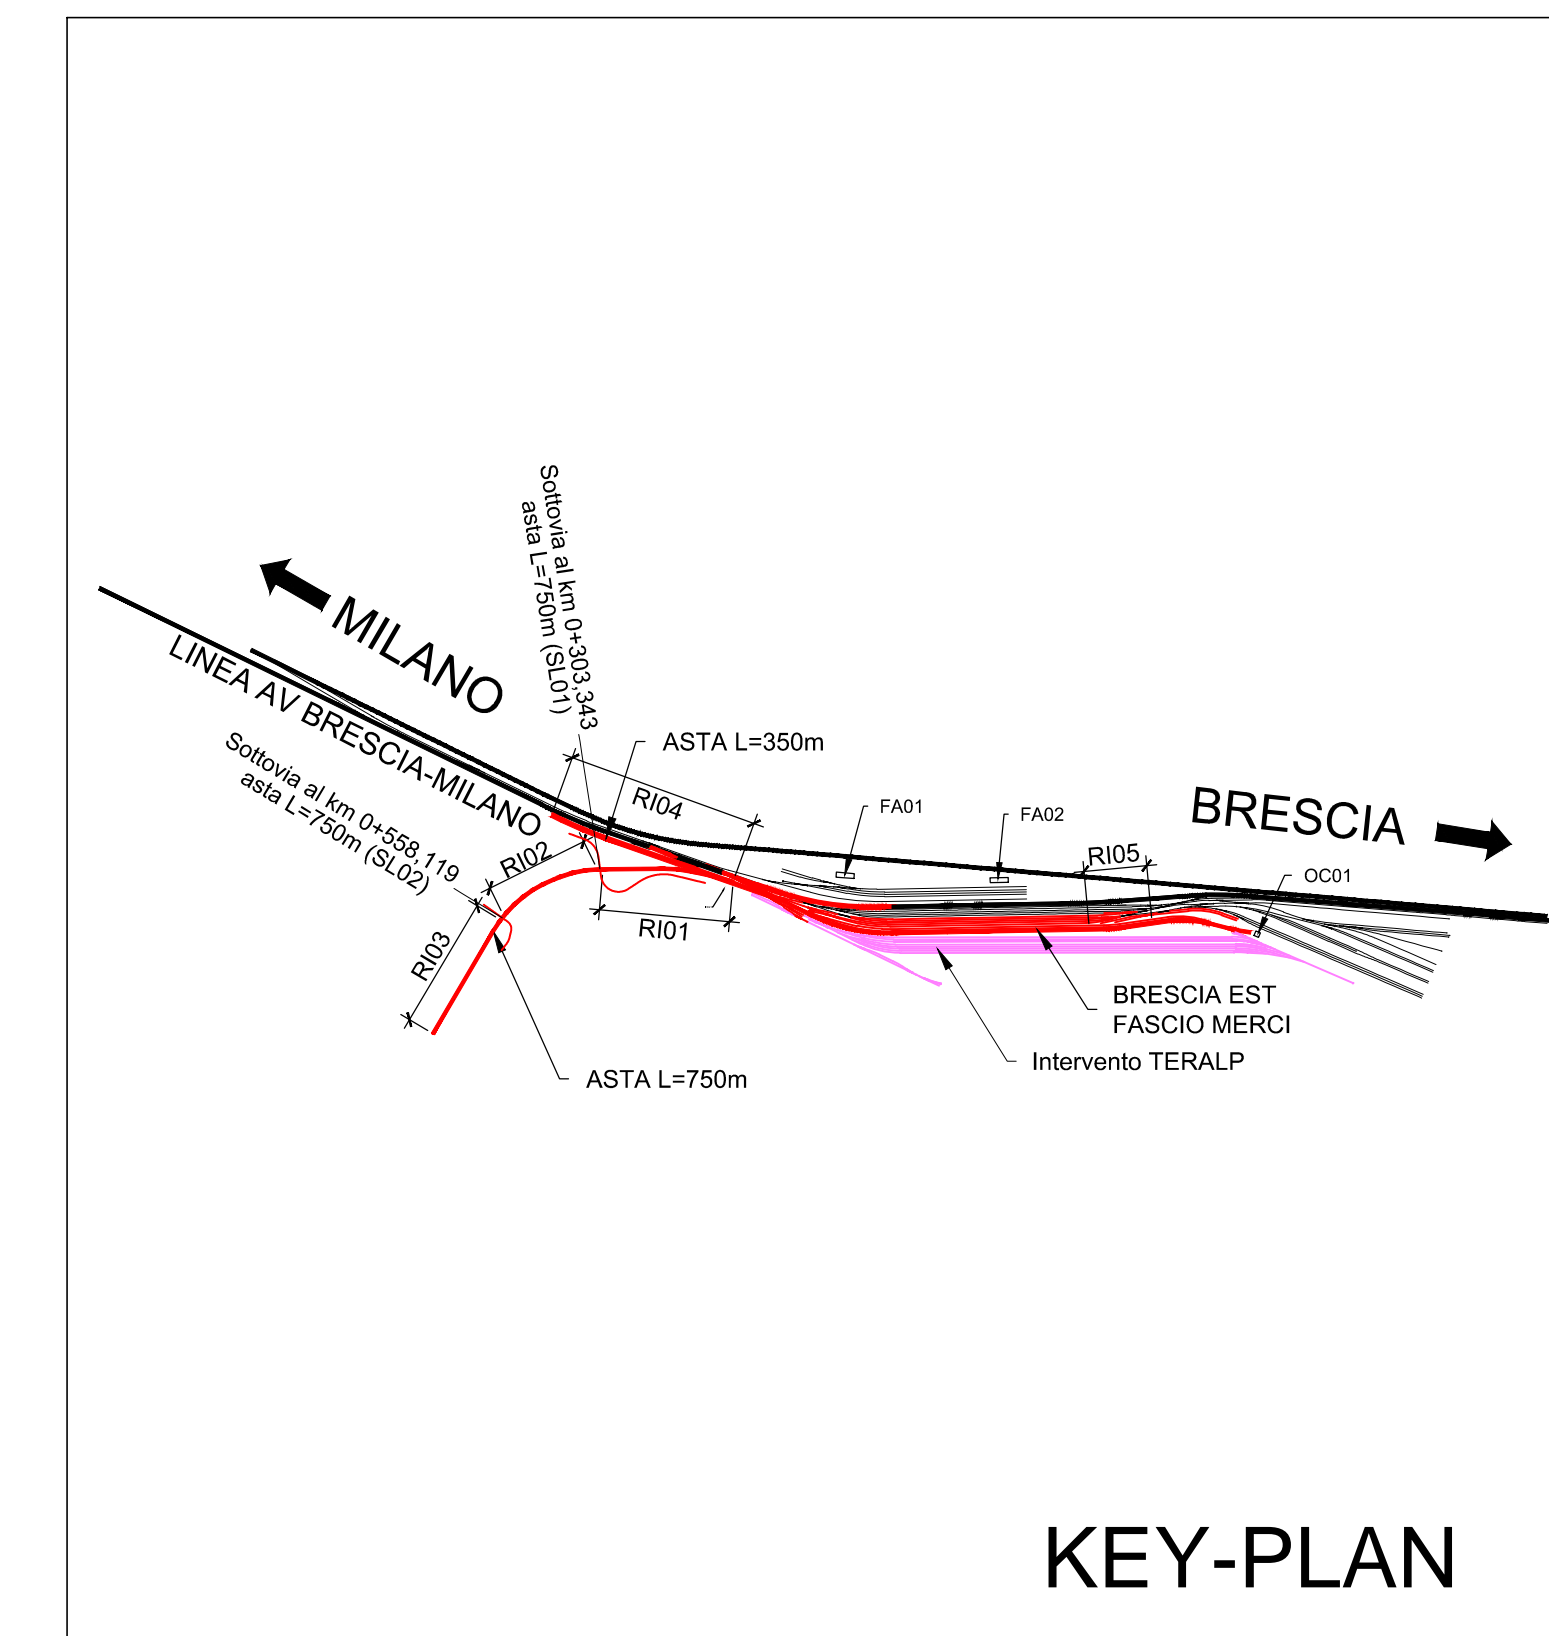 Sottovia al km 0+303,343
asta L=750m (SL01)
MILANO
LINEA AV BRESCIA-MILANO
Sottovia al km 0+558,119
asta L=750m (SL02)
ASTA L=350m
RI04
FA01
FA02
BRESCIA
RI05
OC01
RI02
RI01
RI03
BRESCIA EST
FASCIO MERCI
Intervento TERALP
ASTA L=750m
KEY-PLAN